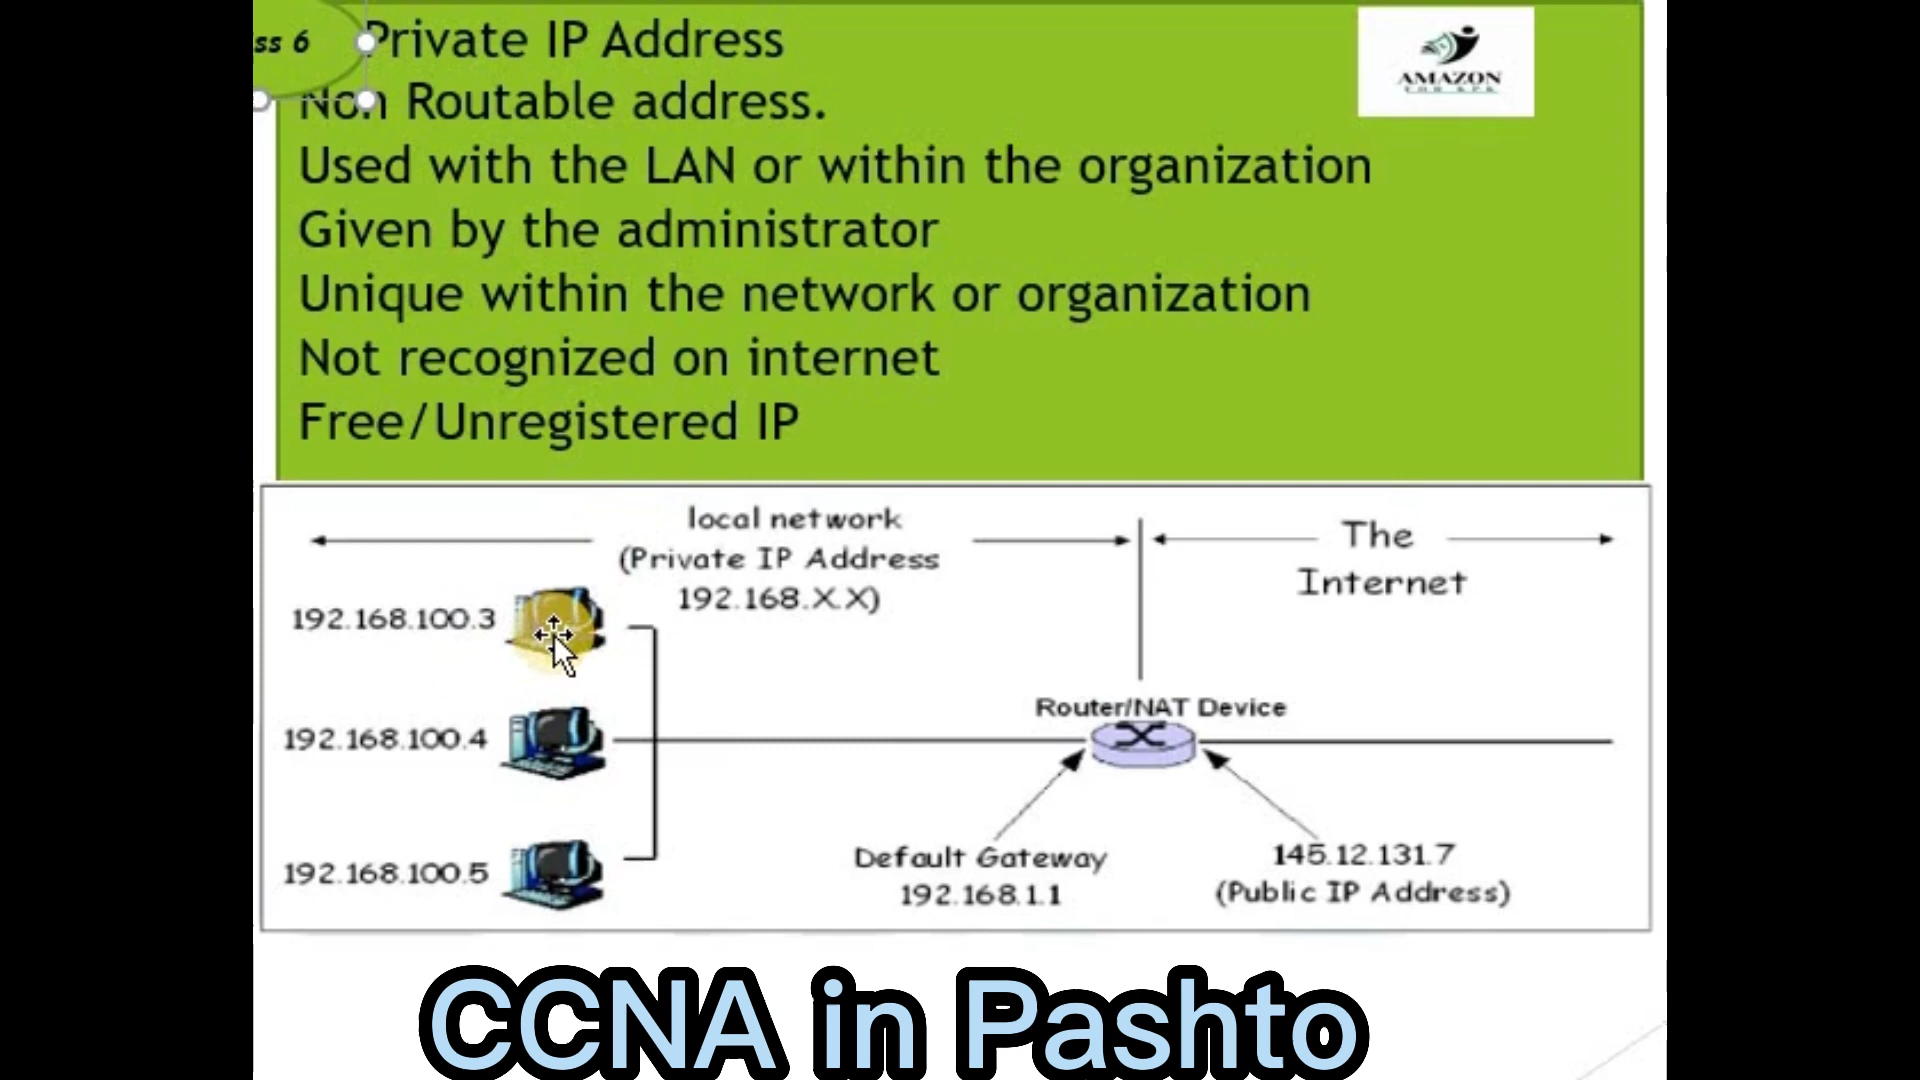 ss 6
Private IP Address
Non Routable address.
Used with the LAN or within the organization
Given by the administrator
Unique within the network or organization
Not recognized on internet
Free/Unregistered IP
AMAZON
FOR KPK
local network
(Private IP Address
192.168.X.X)
The
Internet
192.168.100.3
192.168.100.4
192.168.100.5
Router/NAT Device
Default Gateway
192.168.1.1
145.12.131.7
(Public IP Address)
CCNA in Pashto